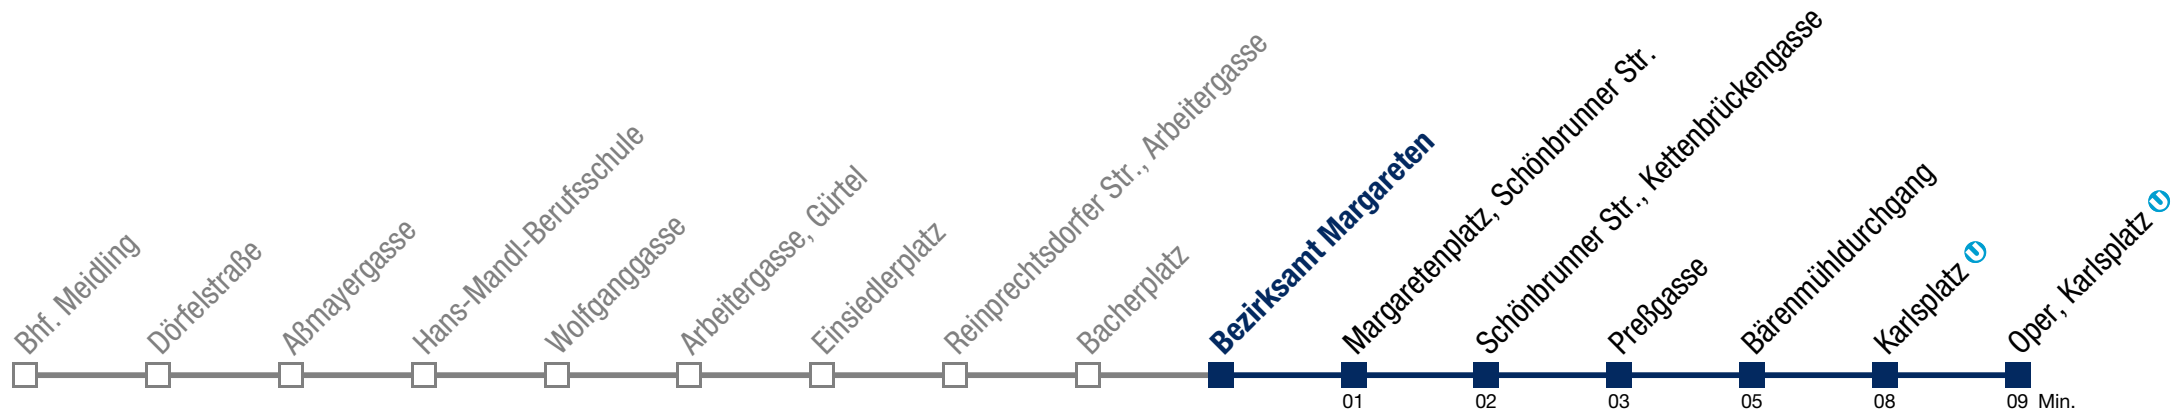 Bhf. Meidling
Dörfelstraße
Aßmayergasse
Hans-Mandl-Berufsschule
Wolfganggasse
Arbeitergasse, Gürtel
Einsiedlerplatz
Reinprechtsdorfer Str., Arbeitergasse
Bacherplatz
Bezirksamt Margareten
Margaretenplatz, Schönbrunner Str.
Schönbrunner Str., Kettenbrückengasse
Preßgasse
Bärenmühldurchgang
Karlsplatz U
Oper, Karlsplatz U
01 02 03 05 08 09 Min.